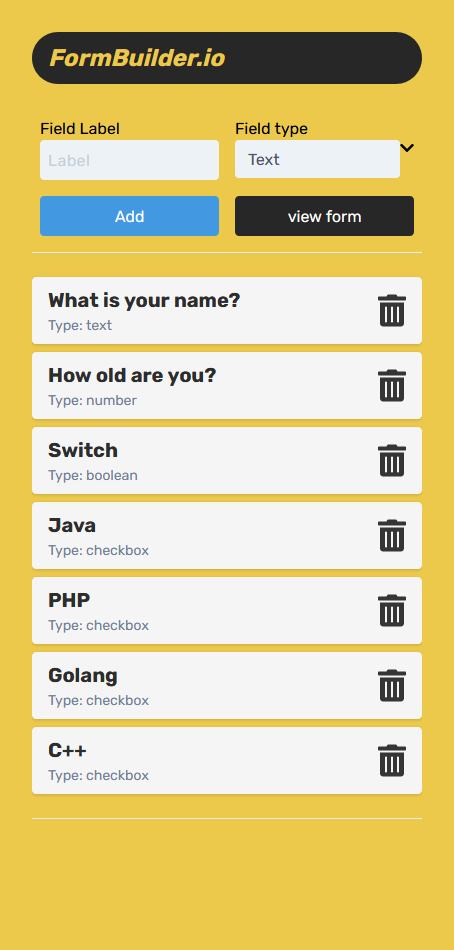 FormBuilder.io
Field Label
Field type
Label
Text
Add
view form
What is your name?
Type: text
How old are you?
Type: number
Switch
Type: boolean
Java
Type: checkbox
PHP
Type: checkbox
Golang
Type: checkbox
C++
Type: checkbox